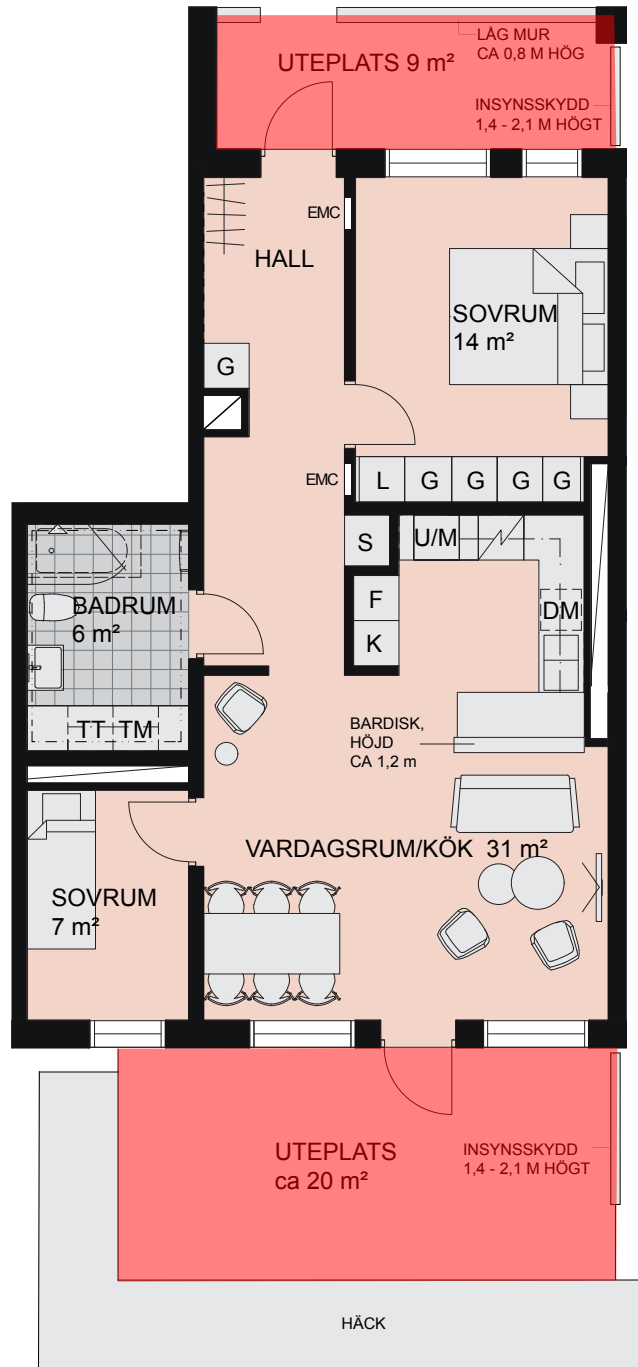 LÅG MUR
CA 0,8 M HÖG
UTEPLATS 9 m²
INSYNSSKYDD
1,4 - 2,1 M HÖGT
EMC
HALL
SOVRUM
14 m²
G
EMC
L G G G G
S
U/M
F
DM
K
BADRUM
6 m²
TT TM
BARDISK,
HÖJD
CA 1,2 m
VARDAGSRUM/KÖK 31 m²
SOVRUM
7 m²
UTEPLATS
ca 20 m²
INSYNSSKYDD
1,4 - 2,1 M HÖGT
HÄCK